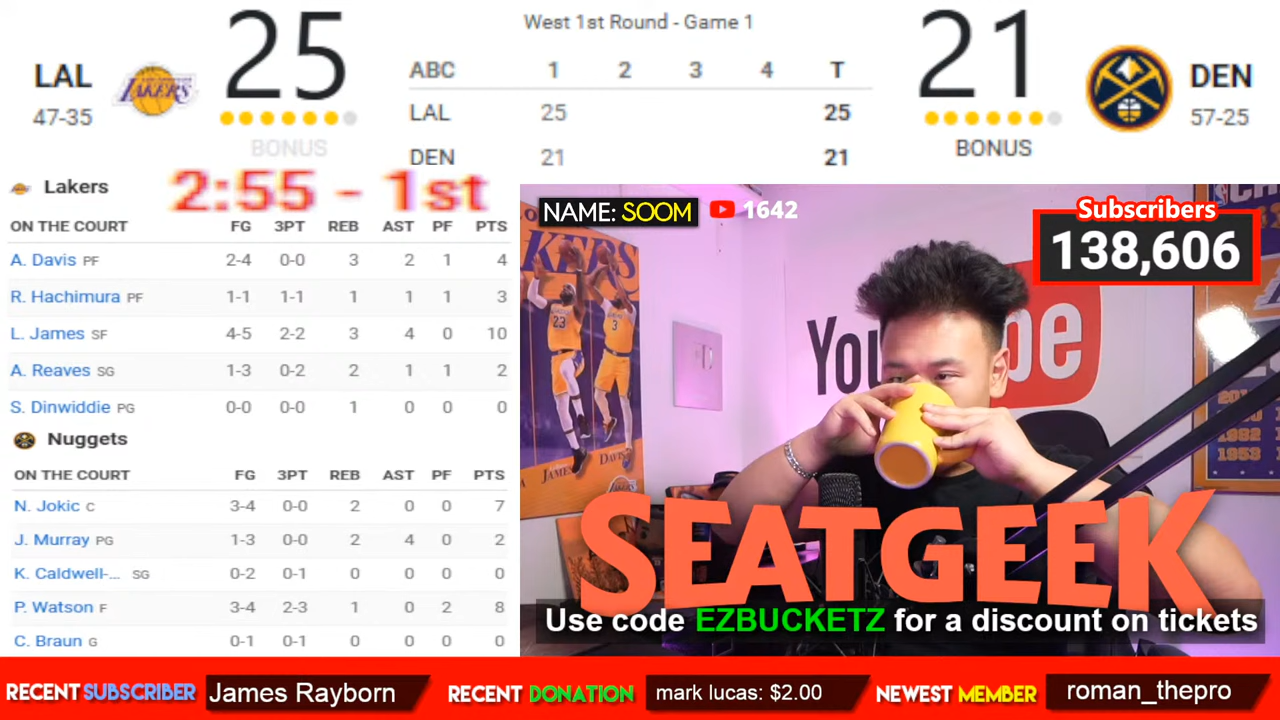 West 1st Round - Game 1
LAL
LAKERS
47-35
25
BONUS
ABC 1 2 3 4 T
LAL 25 25
DEN 21 21
21
BONUS
DEN
57-25
Lakers
2:55 - 1st
ON THE COURT FG 3PT REB AST PF PTS
A. Davis PF 2-4 0-0 3 2 1 4
R. Hachimura PF 1-1 1-1 1 1 1 3
L. James SF 4-5 2-2 3 4 0 10
A. Reaves SG 1-3 0-2 2 1 1 2
S. Dinwiddie PG 0-0 0-0 1 0 0 0
Nuggets
ON THE COURT FG 3PT REB AST PF PTS
N. Jokic C 3-4 0-0 2 0 0 7
J. Murray PG 1-3 0-0 2 4 0 2
K. Caldwell-... SG 0-2 0-1 0 0 0 0
P. Watson F 3-4 2-3 1 0 2 8
C. Braun G 0-1 0-1 0 0 0 0
NAME: SOOM
1642
Subscribers
138,606
LAKERS
23
3
JAMES DAVIS
SEATGEEK
Use code EZBUCKETZ for a discount on tickets
RECENT SUBSCRIBER James Rayborn RECENT DONATION mark lucas: $2.00 NEWEST MEMBER roman_thepro